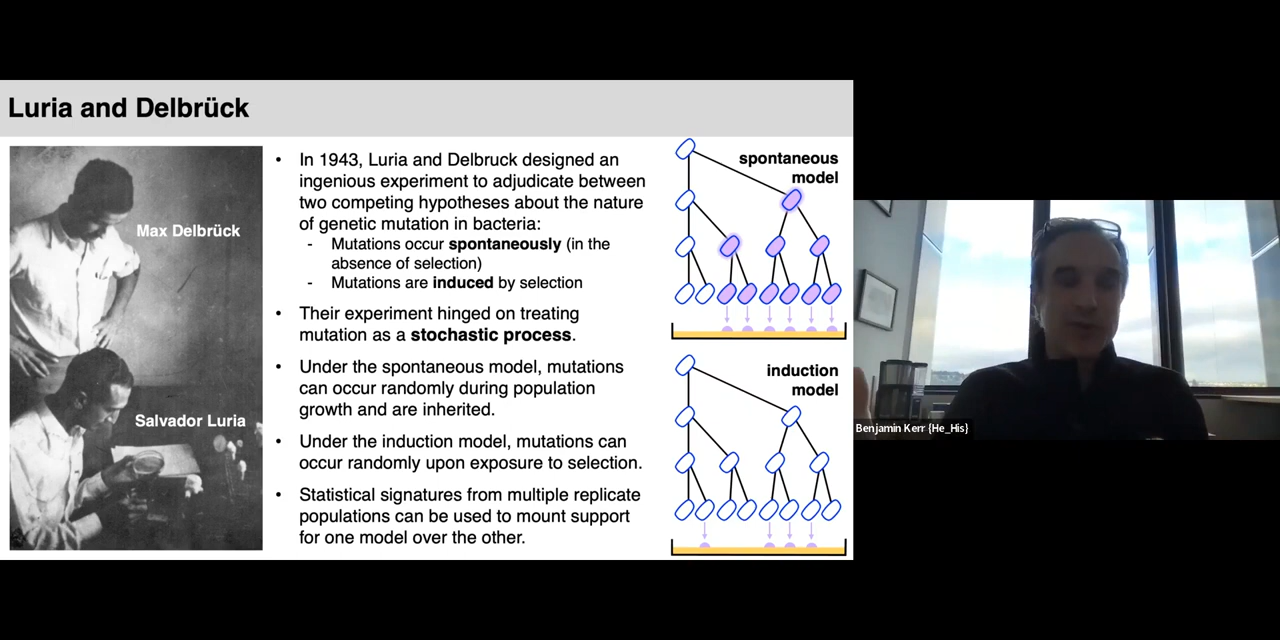 Luria and Delbrück
Max Delbrück
Salvador Luria
• In 1943, Luria and Delbruck designed an
ingenious experiment to adjudicate between
two competing hypotheses about the nature
of genetic mutation in bacteria:
- Mutations occur spontaneously (in the
absence of selection)
- Mutations are induced by selection
• Their experiment hinged on treating
mutation as a stochastic process.
• Under the spontaneous model, mutations
can occur randomly during population
growth and are inherited.
• Under the induction model, mutations can
occur randomly upon exposure to selection.
• Statistical signatures from multiple replicate
populations can be used to mount support
for one model over the other.
spontaneous
model
induction
model
Benjamin Kerr {He_His}